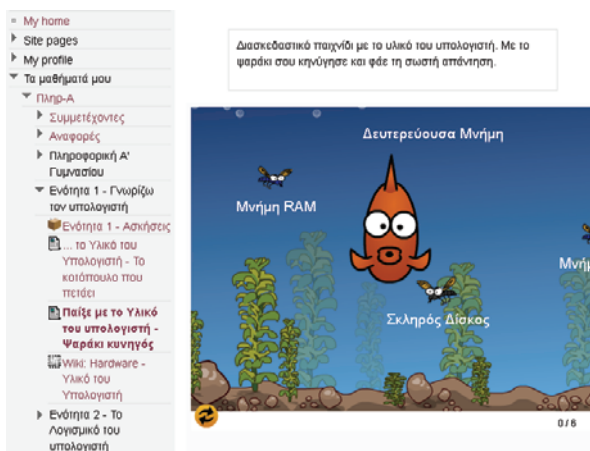 My home
Site pages
My profile
Τα μαθήματά μου
Πληρ-Α
Συμμετέχοντες
Αναφορές
Πληροφορική Α'
Γυμνασίου
Ενότητα 1 - Γνωρίζω
τον υπολογιστή
Ενότητα 1 - Ασκήσεις
... το Υλικό του
Υπολογιστή - Το
κοτόπουλο που
πετάει
Παίξε με το Υλικό
του υπολογιστή -
Ψαράκι κυνηγός
Wiki: Hardware -
Υλικό του
Υπολογιστή
Ενότητα 2 - Το
Λογισμικό του
υπολογιστή
Διασκεδαστικό παιχνίδι με το υλικό του υπολογιστή. Με το
ψαράκι σου κηνύγησε και φάε τη σωστή απάντηση.
Δευτερεύουσα Μνήμη
Μνήμη RAM
Μνήμ
Σκληρός Δίσκος
0 / 6